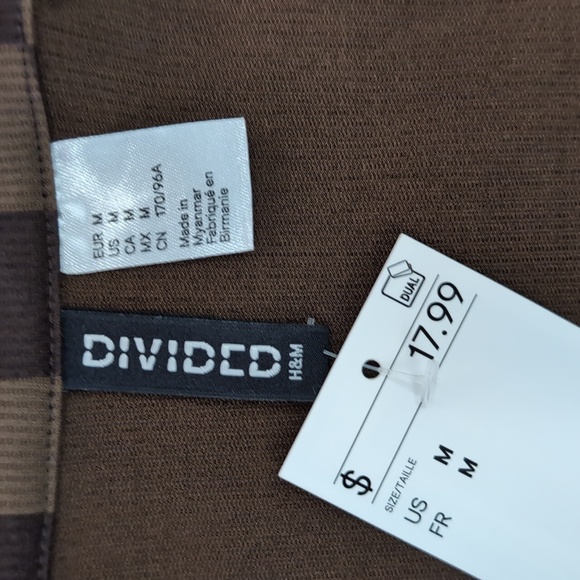 EUR M
US M
CA M
MX M
CN 170/96A
Made in
Myanmar
Fabriqué en
Birmanie
DIVIDED
H&M
DUAL
$ 17.99
SIZE/TAILLE
US M
FR M